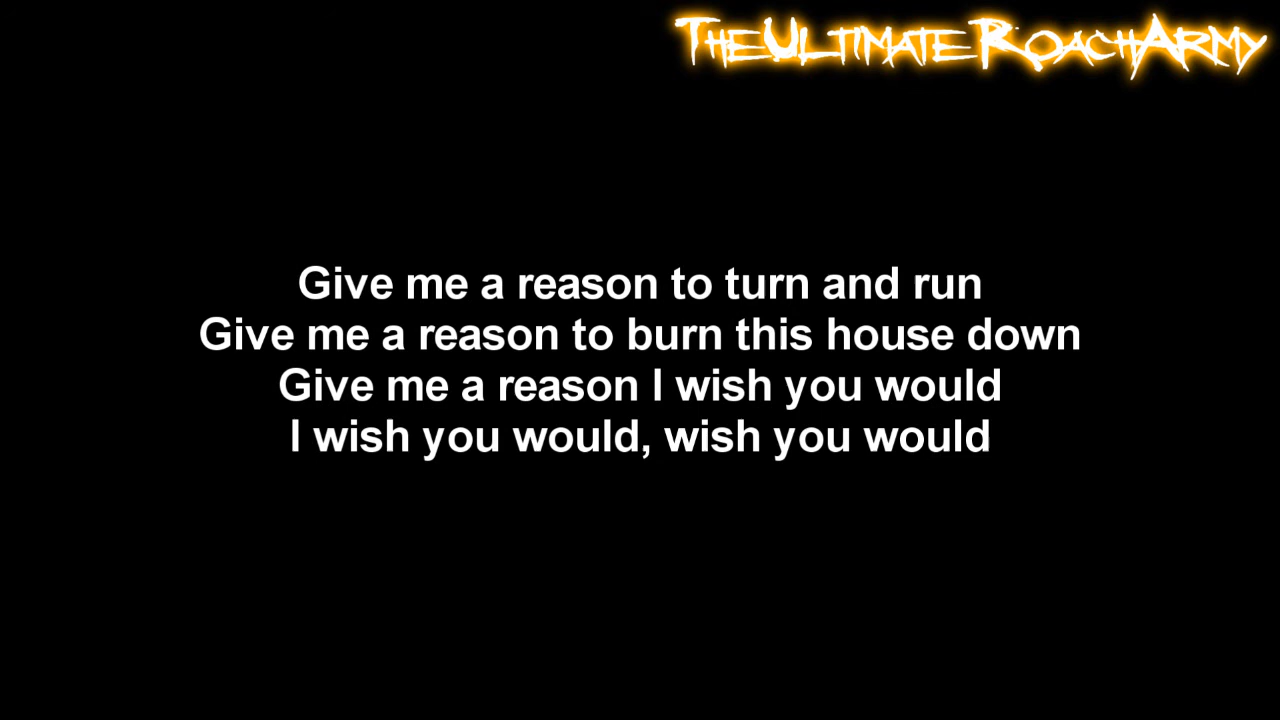 TheUltimateRoachArmy
Give me a reason to turn and run
Give me a reason to burn this house down
Give me a reason I wish you would
I wish you would, wish you would